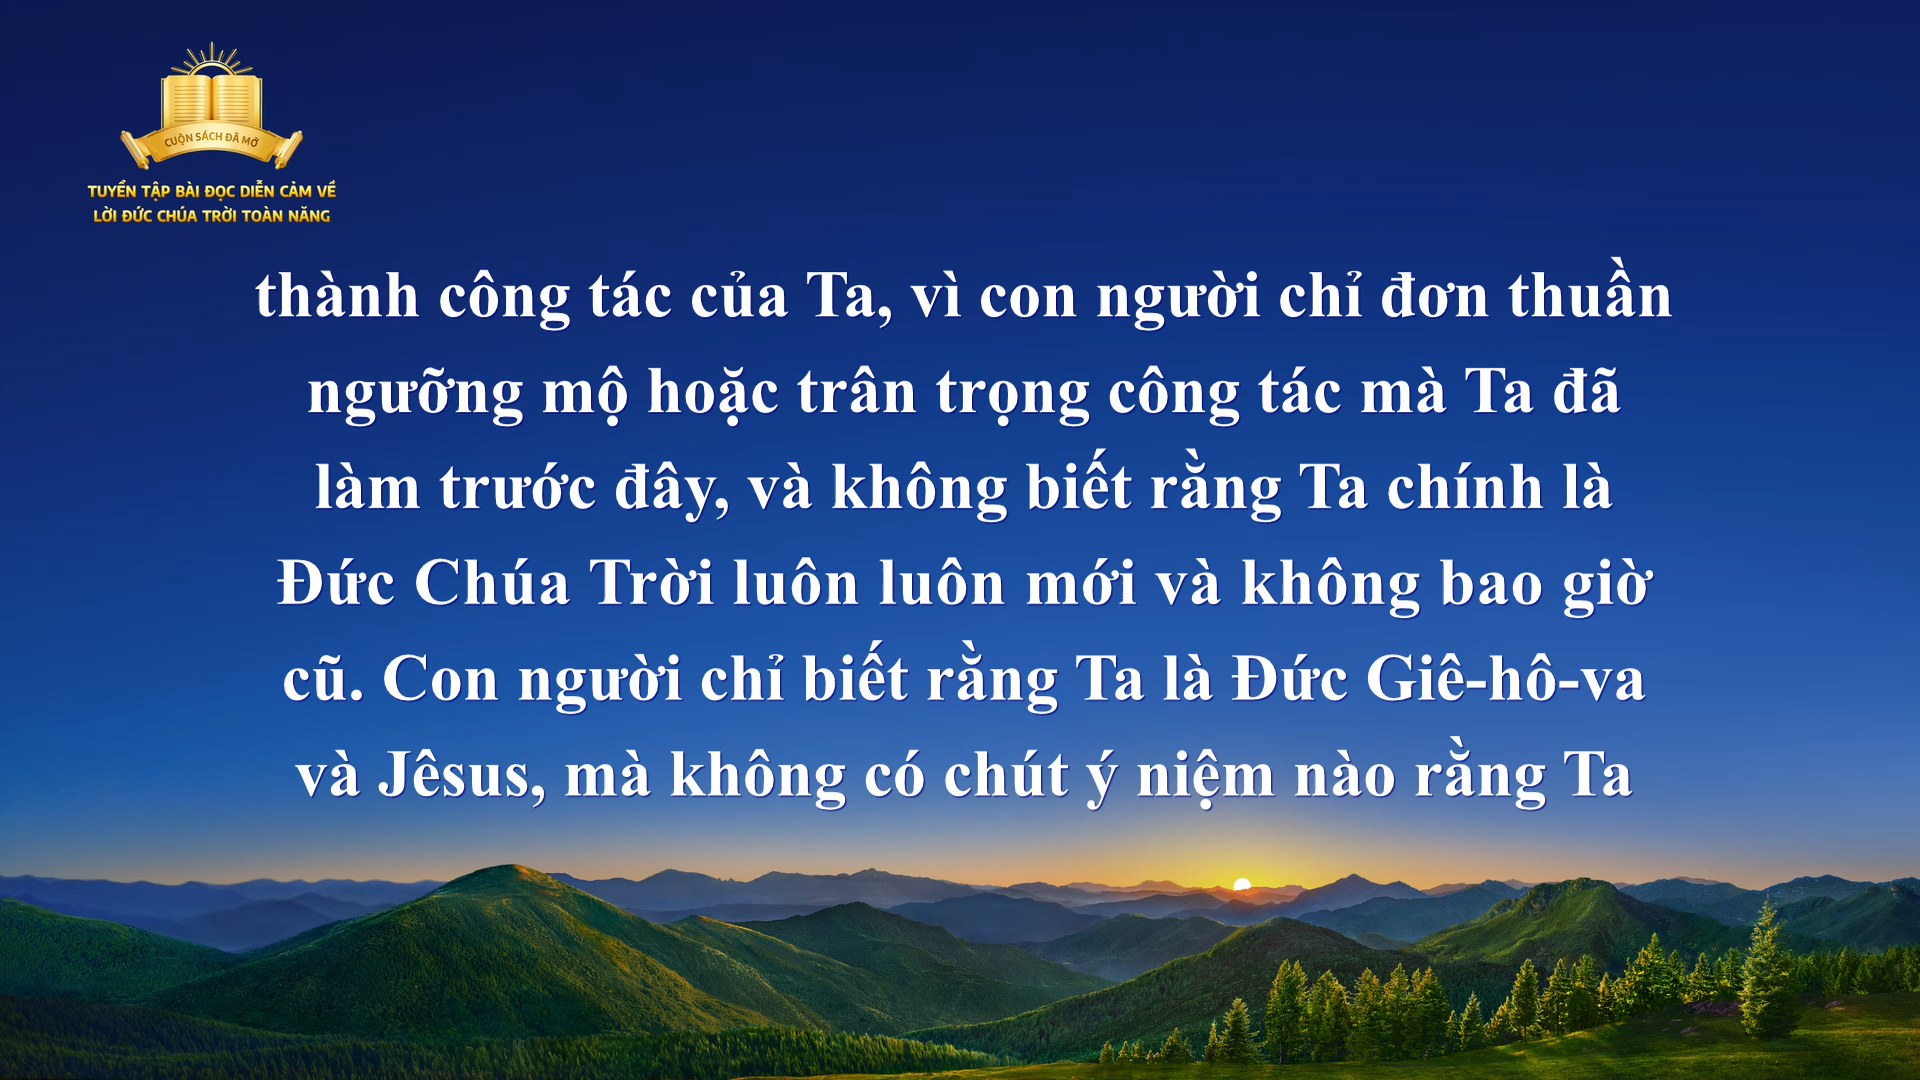 CUỘN SÁCH ĐÃ MỞ
TUYỂN TẬP BÀI ĐỌC DIỄN CẢM VỀ
LỜI ĐỨC CHÚA TRỜI TOÀN NĂNG
thành công tác của Ta, vì con người chỉ đơn thuần
ngưỡng mộ hoặc trân trọng công tác mà Ta đã
làm trước đây, và không biết rằng Ta chính là
Đức Chúa Trời luôn luôn mới và không bao giờ
cũ. Con người chỉ biết rằng Ta là Đức Giê-hô-va
và Jêsus, mà không có chút ý niệm nào rằng Ta